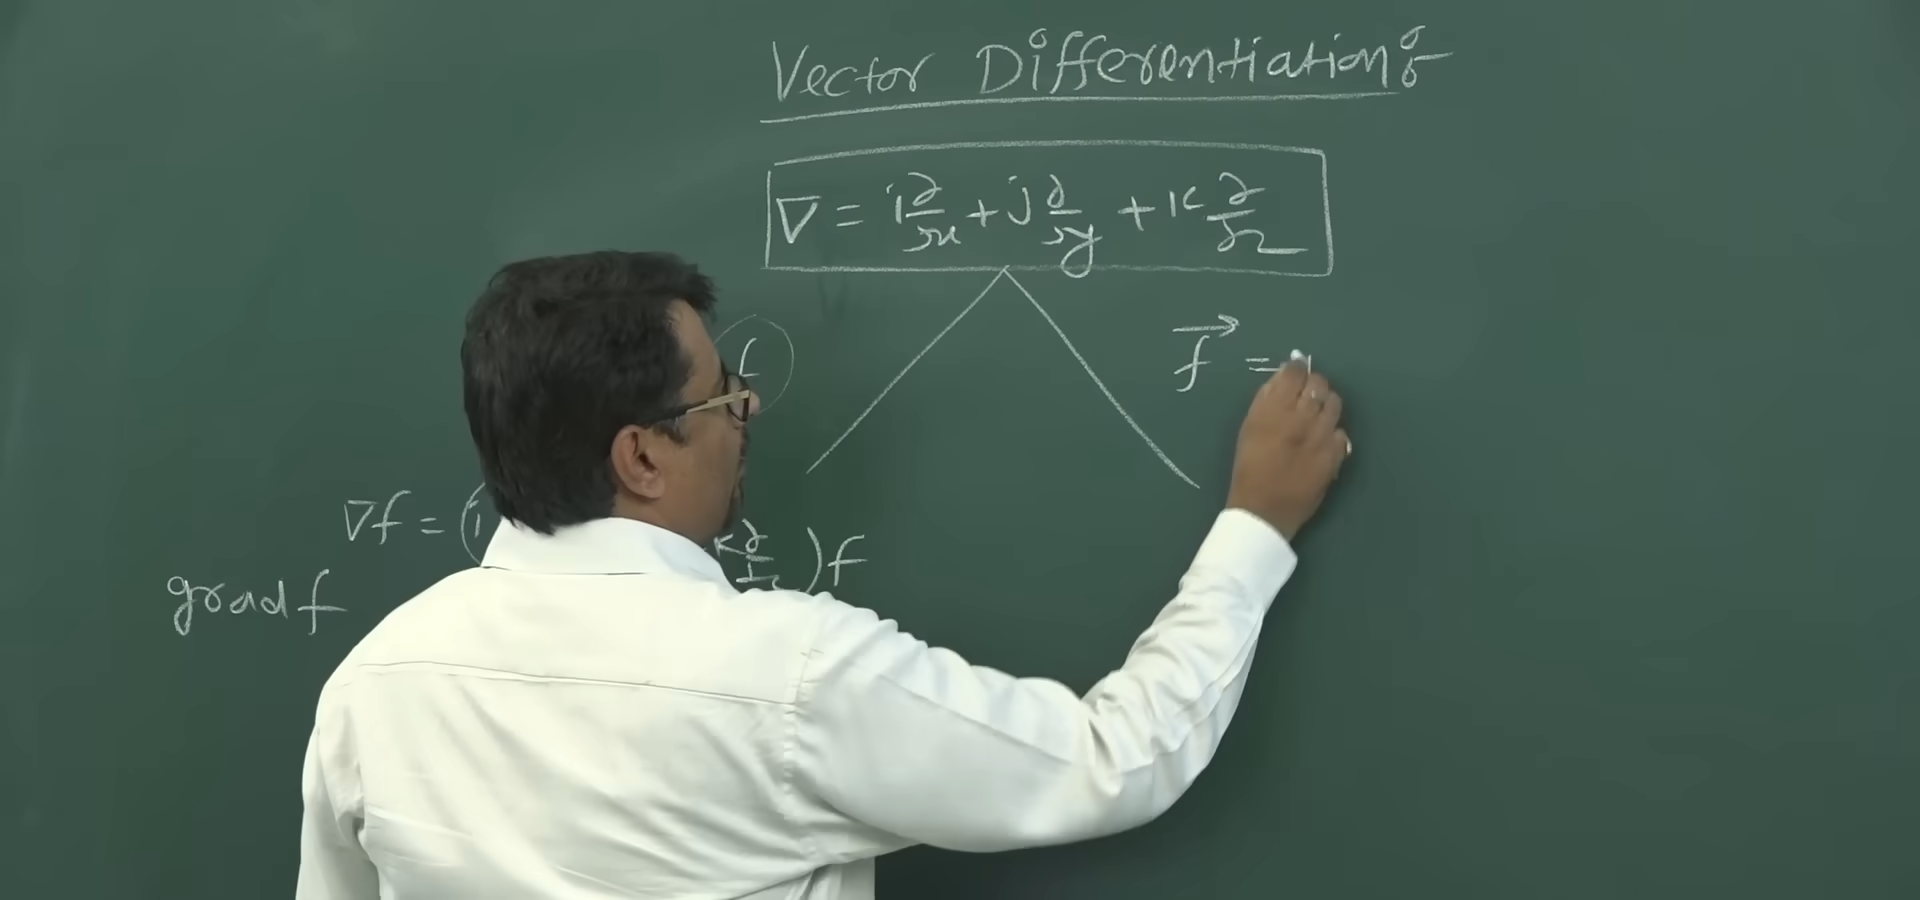 Vector Differentiation:-
∇ = i ∂/∂x + j ∂/∂y + k ∂/∂z
f
f⃗ =
∇f = (i k ∂/∂z) f
grad f